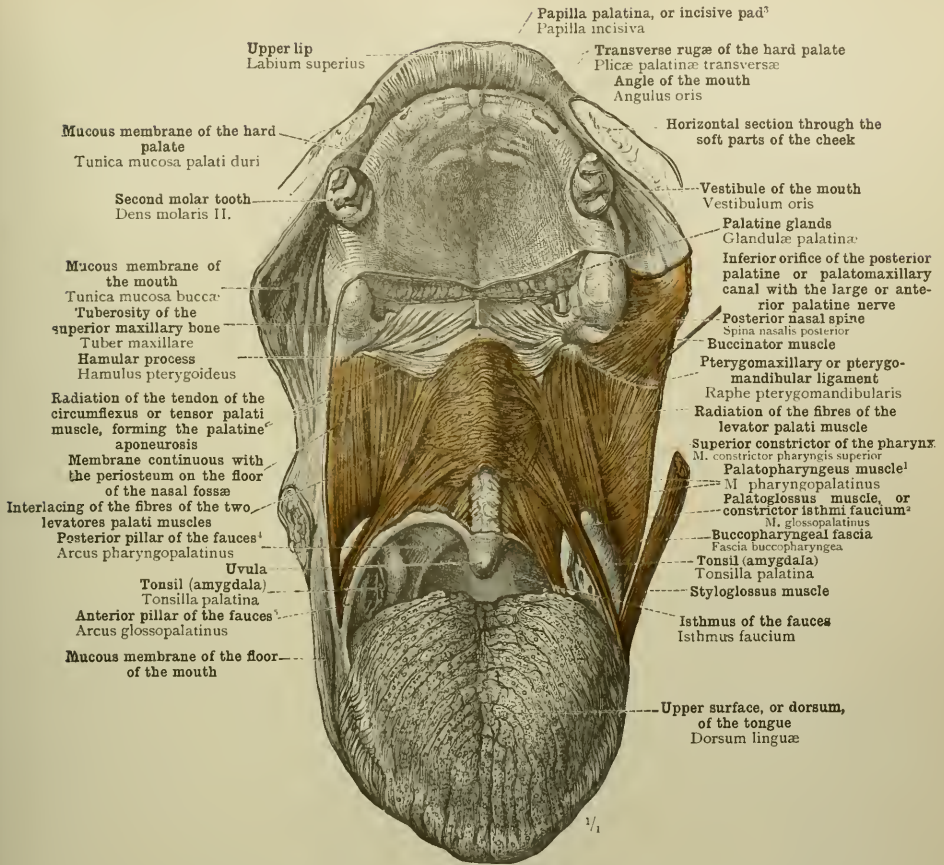 Papilla palatina, or incisive pad³
Papilla incisiva
Upper lip
Labium superius
Transverse rugæ of the hard palate
Plicæ palatinæ transversæ
Angle of the mouth
Angulus oris
Mucous membrane of the hard
palate
Tunica mucosa palati duri
Horizontal section through the
soft parts of the cheek
Second molar tooth
Dens molaris II.
Vestibule of the mouth
Vestibulum oris
Palatine glands
Glandulæ palatinæ
Mucous membrane of
the mouth
Tunica mucosa buccæ
Tuberosity of the
superior maxillary bone
Tuber maxillare
Hamular process
Hamulus pterygoideus
Radiation of the tendon of the
circumflexus or tensor palati
muscle, forming the palatine
aponeurosis
Membrane continuous with
the periosteum on the floor
of the nasal fossæ
Interlacing of the fibres of the two
levatores palati muscles
Posterior pillar of the fauces⁴
Arcus pharyngopalatinus
Uvula
Tonsil (amygdala)
Tonsilla palatina
Anterior pillar of the fauces⁵
Arcus glossopalatinus
Mucous membrane of the floor
of the mouth
Inferior orifice of the posterior
palatine or palatomaxillary
canal with the large or ante-
rior palatine nerve
Posterior nasal spine
Spina nasalis posterior
Buccinator muscle
Pterygomaxillary or pterygo-
mandibular ligament
Raphe pterygomandibularis
Radiation of the fibres of the
levator palati muscle
Superior constrictor of the pharynx
M. constrictor pharyngis superior
Palatopharyngeus muscle¹
M pharyngopalatinus
Palatoglossus muscle, or
constrictor isthmi faucium²
M. glossopalatinus
Buccopharyngeal fascia
Fascia buccopharyngea
Tonsil (amygdala)
Tonsilla palatina
Styloglossus muscle
Isthmus of the fauces
Isthmus faucium
Upper surface, or dorsum,
of the tongue
Dorsum linguæ
1/1